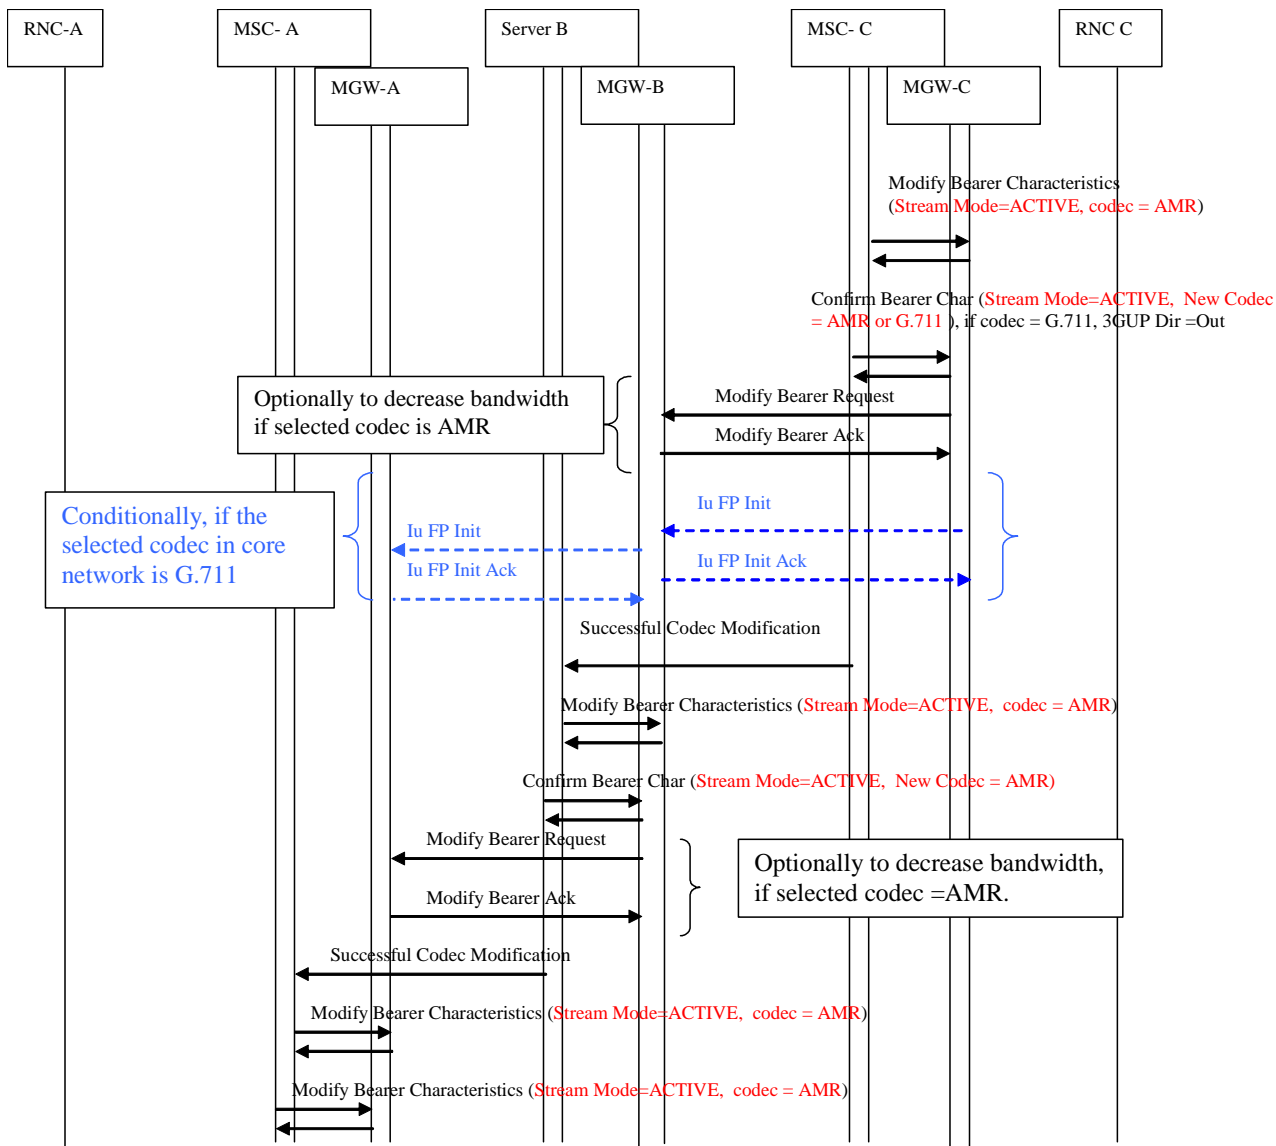 RNC-A
MSC- A
Server B
MSC- C
RNC C
MGW-A
MGW-B
MGW-C
Modify Bearer Characteristics
(Stream Mode=ACTIVE, codec = AMR)
Confirm Bearer Char (Stream Mode=ACTIVE,  New Codec
= AMR or G.711 ), if codec = G.711, 3GUP Dir =Out
Optionally to decrease bandwidth
if selected codec is AMR
Modify Bearer Request
Modify Bearer Ack
Conditionally, if the
selected codec in core
network is G.711
Iu FP Init
Iu FP Init
Iu FP Init Ack
Iu FP Init Ack
Successful Codec Modification
Modify Bearer Characteristics (Stream Mode=ACTIVE,  codec = AMR)
Confirm Bearer Char (Stream Mode=ACTIVE,  New Codec = AMR)
Modify Bearer Request
Optionally to decrease bandwidth,
if selected codec =AMR.
Modify Bearer Ack
Successful Codec Modification
Modify Bearer Characteristics (Stream Mode=ACTIVE,  codec = AMR)
Modify Bearer Characteristics (Stream Mode=ACTIVE,  codec = AMR)